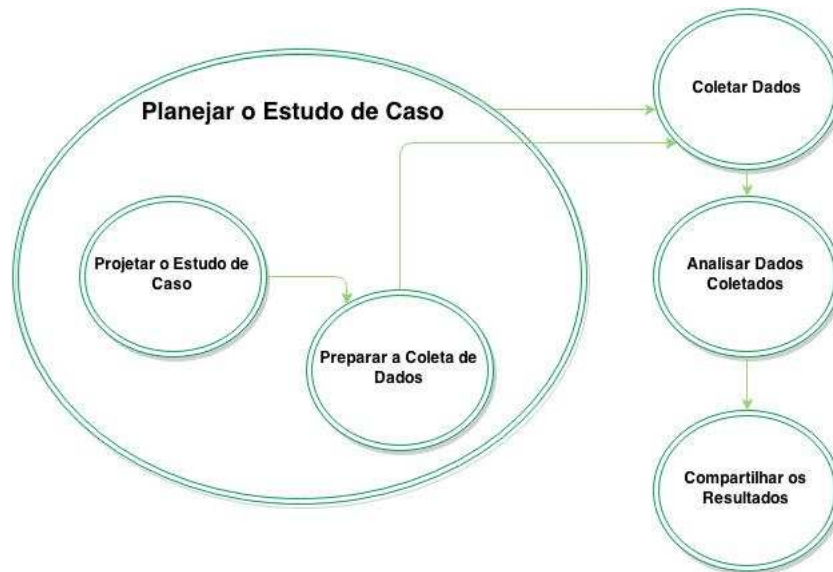 Planejar o Estudo de Caso
Projetar o Estudo de
Caso
Preparar a Coleta de
Dados
Coletar Dados
Analisar Dados
Coletados
Compartilhar os
Resultados